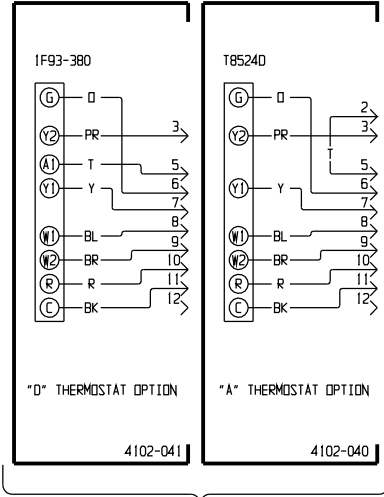 1F93-380
G O
Y2 PR 3
A1 T 5
Y1 Y 6
7
W1 BL 8
W2 BR 9
R R 10
C BK 11
12
"D" THERMOSTAT OPTION
4102-041
T8524D
G O 2
Y2 PR 3
T
5
Y1 Y 6
7
W1 BL 8
W2 BR 9
R R 10
C BK 11
12
"A" THERMOSTAT OPTION
4102-040